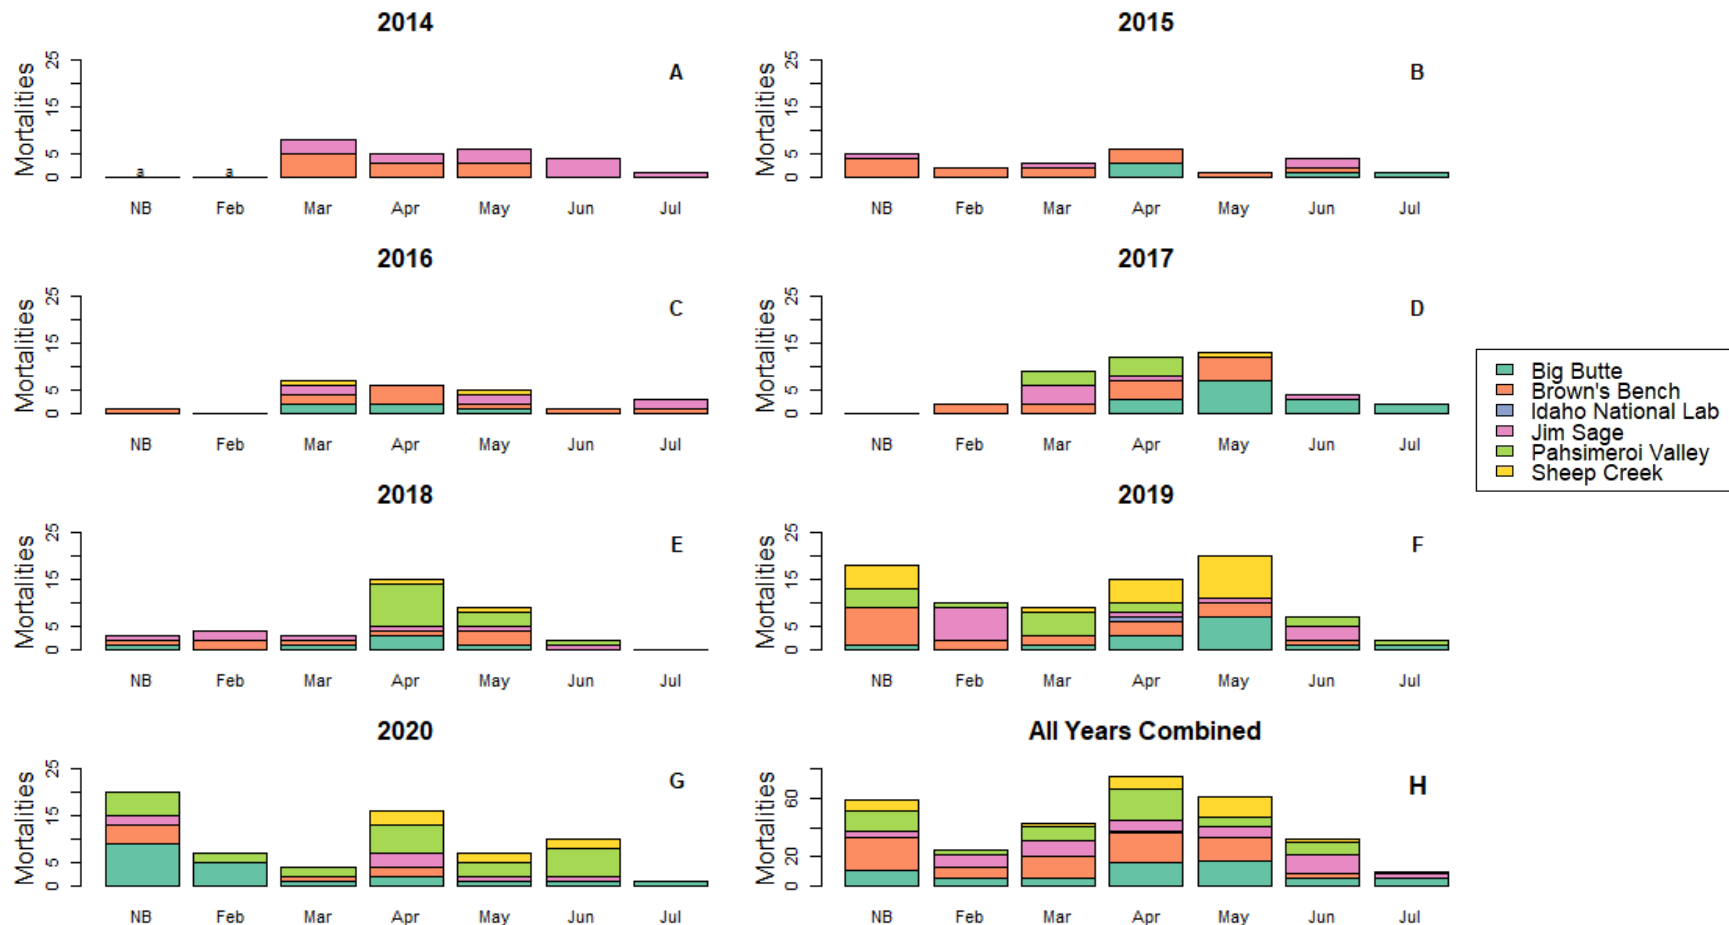 2014
Mortalities
25
15
5
0
A
a
a
NB Feb Mar Apr May Jun Jul
2015
Mortalities
25
15
5
0
B
NB Feb Mar Apr May Jun Jul
2016
Mortalities
25
15
5
0
C
NB Feb Mar Apr May Jun Jul
2017
Mortalities
25
15
5
0
D
NB Feb Mar Apr May Jun Jul
Big Butte
Brown's Bench
Idaho National Lab
Jim Sage
Pahsimeroi Valley
Sheep Creek
2018
Mortalities
25
15
5
0
E
NB Feb Mar Apr May Jun Jul
2019
Mortalities
25
15
5
0
F
NB Feb Mar Apr May Jun Jul
2020
Mortalities
25
15
5
0
G
NB Feb Mar Apr May Jun Jul
All Years Combined
Mortalities
60
20
0
H
NB Feb Mar Apr May Jun Jul